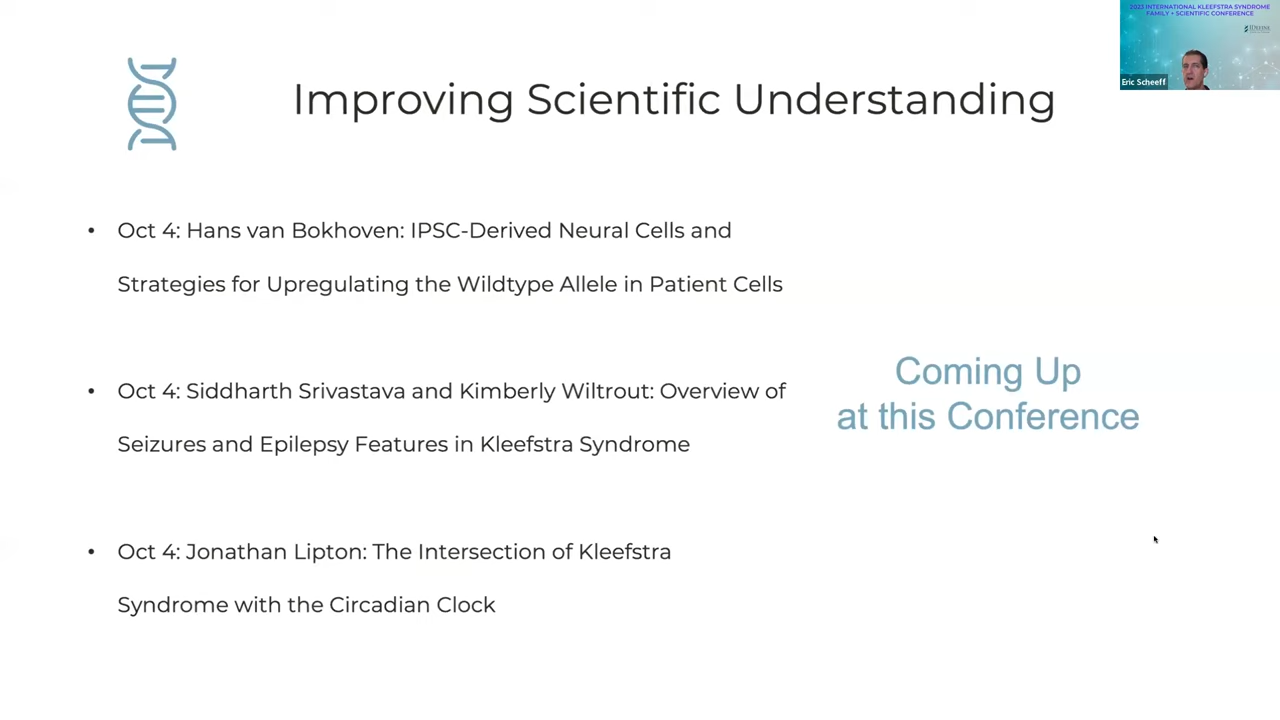 2023 INTERNATIONAL KLEEFSTRA SYNDROME
FAMILY + SCIENTIFIC CONFERENCE
IDefine
Eric Scheeff
Improving Scientific Understanding
• Oct 4: Hans van Bokhoven: IPSC-Derived Neural Cells and
Strategies for Upregulating the Wildtype Allele in Patient Cells
• Oct 4: Siddharth Srivastava and Kimberly Wiltrout: Overview of
Seizures and Epilepsy Features in Kleefstra Syndrome
• Oct 4: Jonathan Lipton: The Intersection of Kleefstra
Syndrome with the Circadian Clock
Coming Up
at this Conference